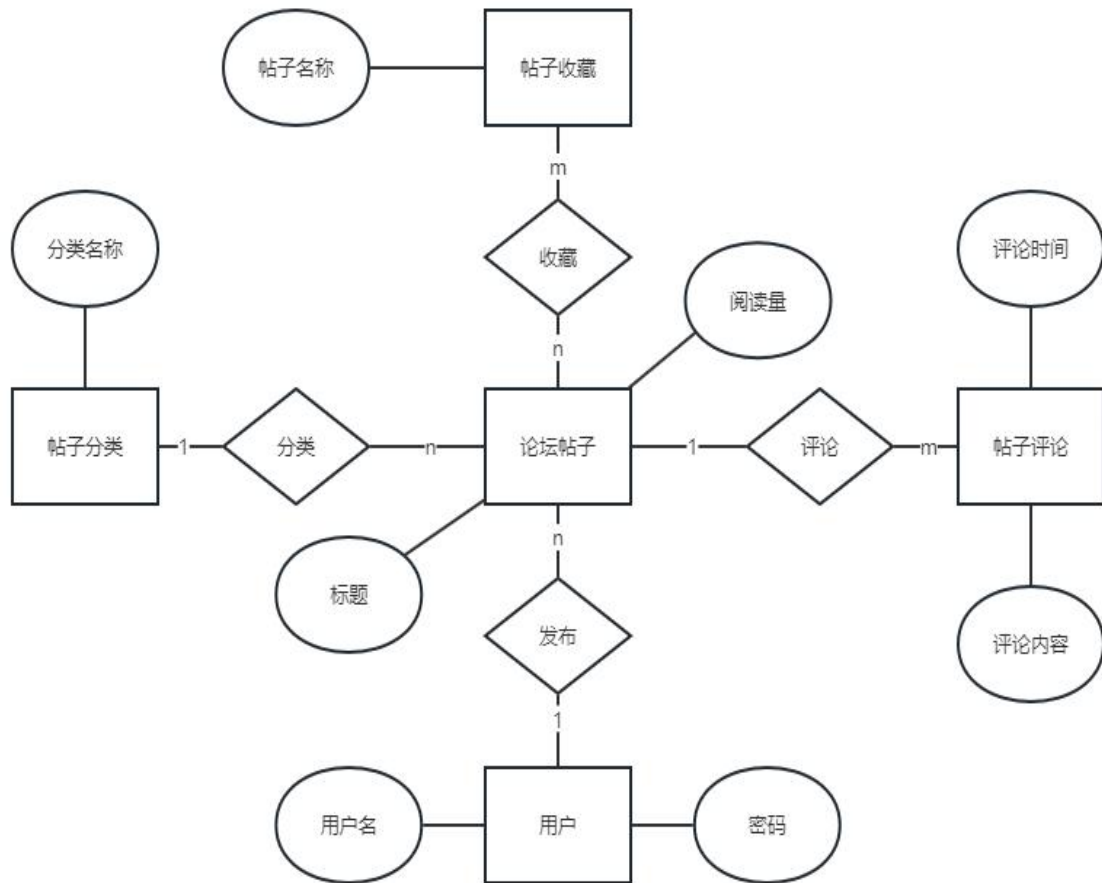 帖子名称
帖子收藏
m
分类名称
收藏
评论时间
阅读量
n
帖子分类
1
分类
n
论坛帖子
1
评论
m
帖子评论
n
标题
发布
评论内容
1
用户名
用户
密码